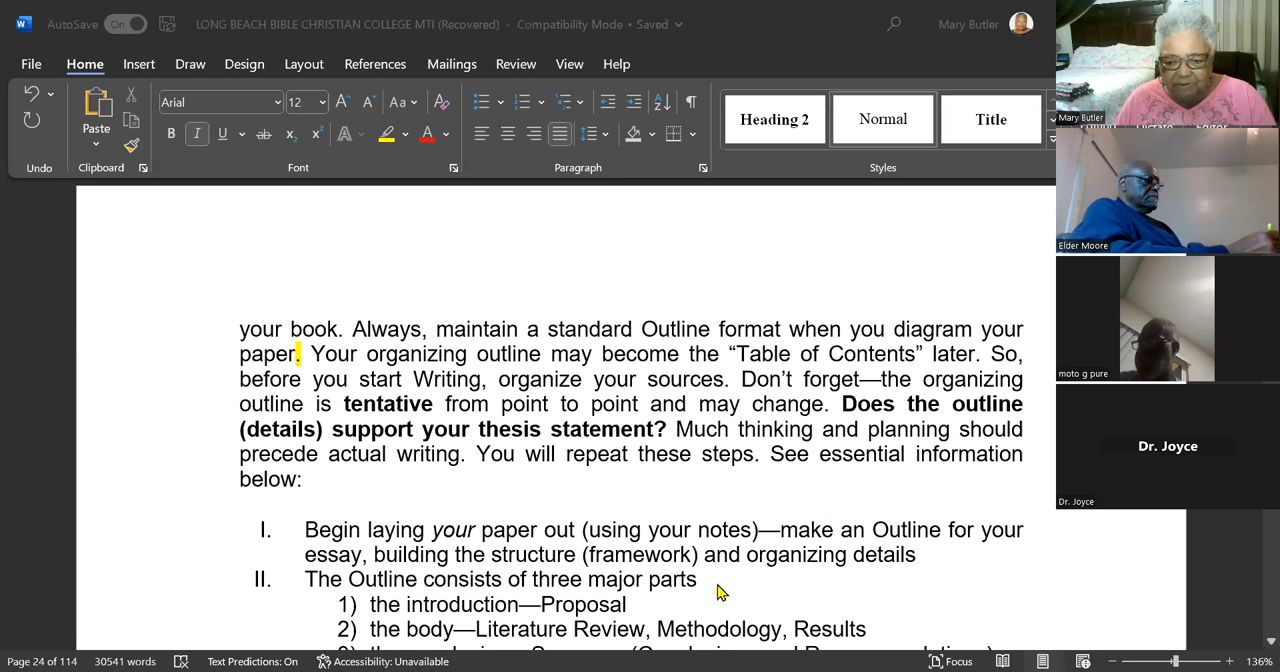 AutoSave On LONG BEACH BIBLE CHRISTIAN COLLEGE MTI (Recovered) - Compatibility Mode • Saved Mary Butler
File Home Insert Draw Design Layout References Mailings Review View Help
Paste
Arial 12 Aa
Heading 2 Normal Title
Undo Clipboard Font Paragraph Styles
Mary Butler
Elder Moore
moto g pure
Dr. Joyce
Dr. Joyce
your book. Always, maintain a standard Outline format when you diagram your
paper. Your organizing outline may become the “Table of Contents” later. So,
before you start Writing, organize your sources. Don’t forget—the organizing
outline is tentative from point to point and may change. Does the outline
(details) support your thesis statement? Much thinking and planning should
precede actual writing. You will repeat these steps. See essential information
below:
I. Begin laying your paper out (using your notes)—make an Outline for your
essay, building the structure (framework) and organizing details
II. The Outline consists of three major parts
1) the introduction—Proposal
2) the body—Literature Review, Methodology, Results
Page 24 of 114 30541 words Text Predictions: On Accessibility: Unavailable Focus 136%